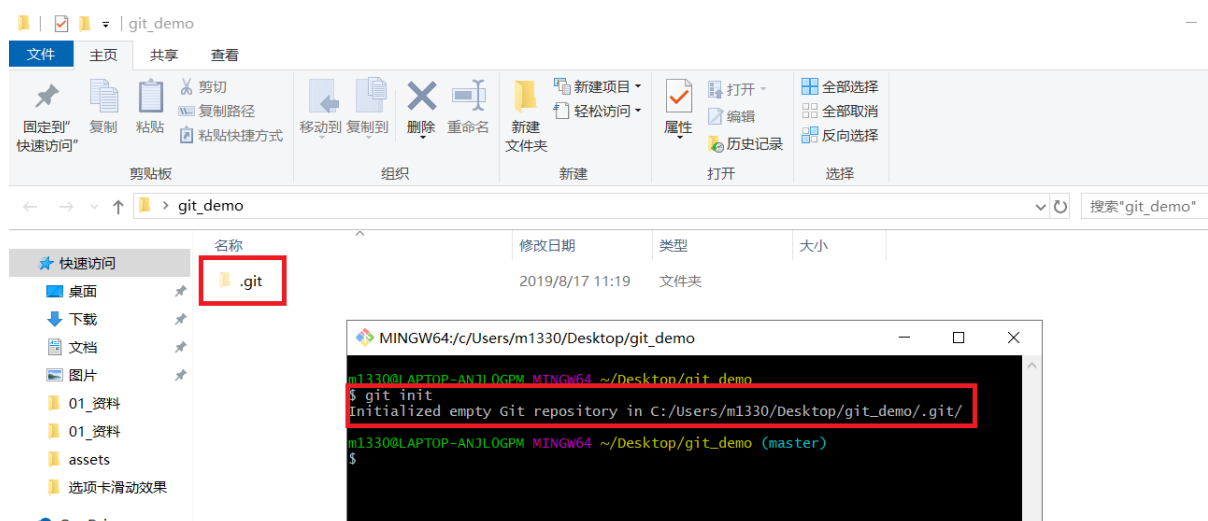 git_demo
文件 主页 共享 查看
固定到"快速访问"
复制
粘贴
剪切
复制路径
粘贴快捷方式
剪贴板
移动到 复制到 删除 重命名
组织
新建文件夹
新建项目
轻松访问
新建
属性
打开
编辑
历史记录
打开
全部选择
全部取消
反向选择
选择
git_demo
搜索"git_demo"
名称 修改日期 类型 大小
.git 2019/8/17 11:19 文件夹
快速访问
桌面
下载
文档
图片
01_资料
01_资料
assets
选项卡滑动效果
MINGW64:/c/Users/m1330/Desktop/git_demo
m1330@LAPTOP-ANJLOGPM MINGW64 ~/Desktop/git_demo
$ git init
Initialized empty Git repository in C:/Users/m1330/Desktop/git_demo/.git/
m1330@LAPTOP-ANJLOGPM MINGW64 ~/Desktop/git_demo (master)
$